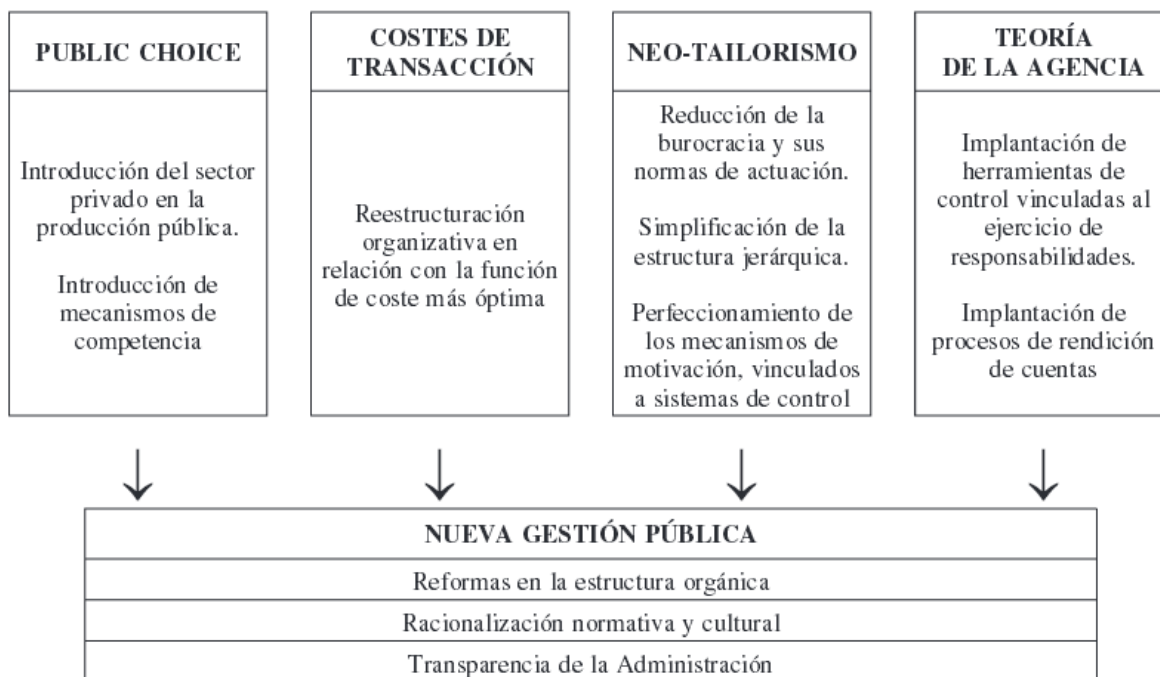 PUBLIC CHOICE
Introducción del sector
privado en la
producción pública.
Introducción de
mecanismos de
competencia
COSTES DE
TRANSACCIÓN
Reestructuración
organizativa en
relación con la función
de coste más óptima
NEO-TAILORISMO
Reducción de la
burocracia y sus
normas de actuación.
Simplificación de la
estructura jerárquica.
Perfeccionamiento de
los mecanismos de
motivación, vinculados
a sistemas de control
TEORÍA
DE LA AGENCIA
Implantación de
herramientas de
control vinculadas al
ejercicio de
responsabilidades.
Implantación de
procesos de rendición
de cuentas
NUEVA GESTIÓN PÚBLICA
Reformas en la estructura orgánica
Racionalización normativa y cultural
Transparencia de la Administración